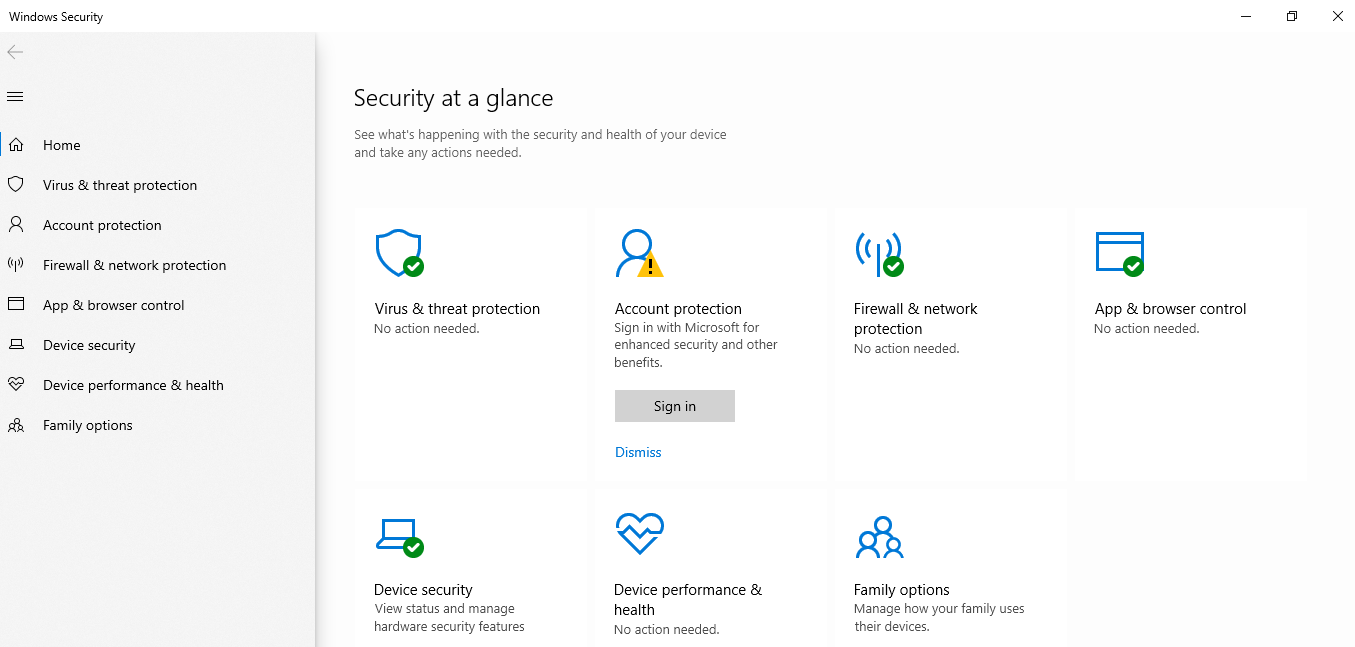 Windows Security
Home
Virus & threat protection
Account protection
Firewall & network protection
App & browser control
Device security
Device performance & health
Family options
Security at a glance
See what's happening with the security and health of your device
and take any actions needed.
Virus & threat protection
No action needed.
Account protection
Sign in with Microsoft for
enhanced security and other
benefits.
Sign in
Dismiss
Firewall & network
protection
No action needed.
App & browser control
No action needed.
Device security
View status and manage
hardware security features
Device performance &
health
No action needed.
Family options
Manage how your family uses
their devices.